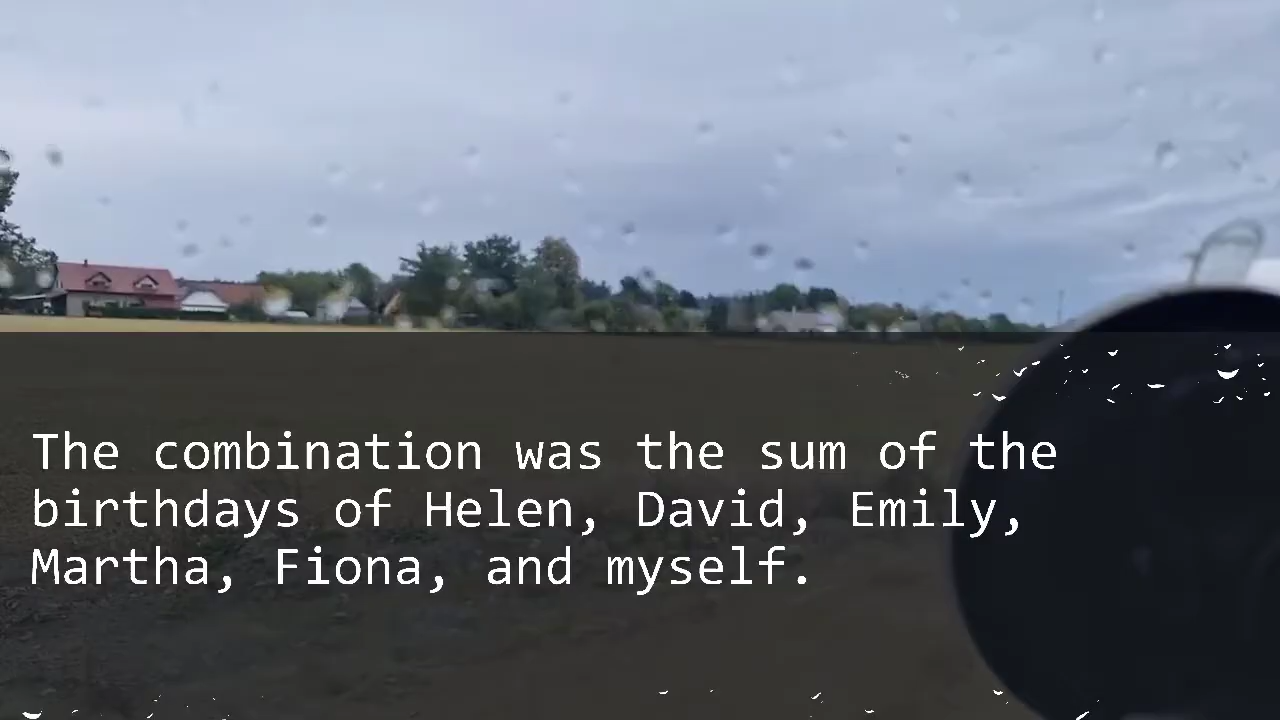 The combination was the sum of the
birthdays of Helen, David, Emily,
Martha, Fiona, and myself.